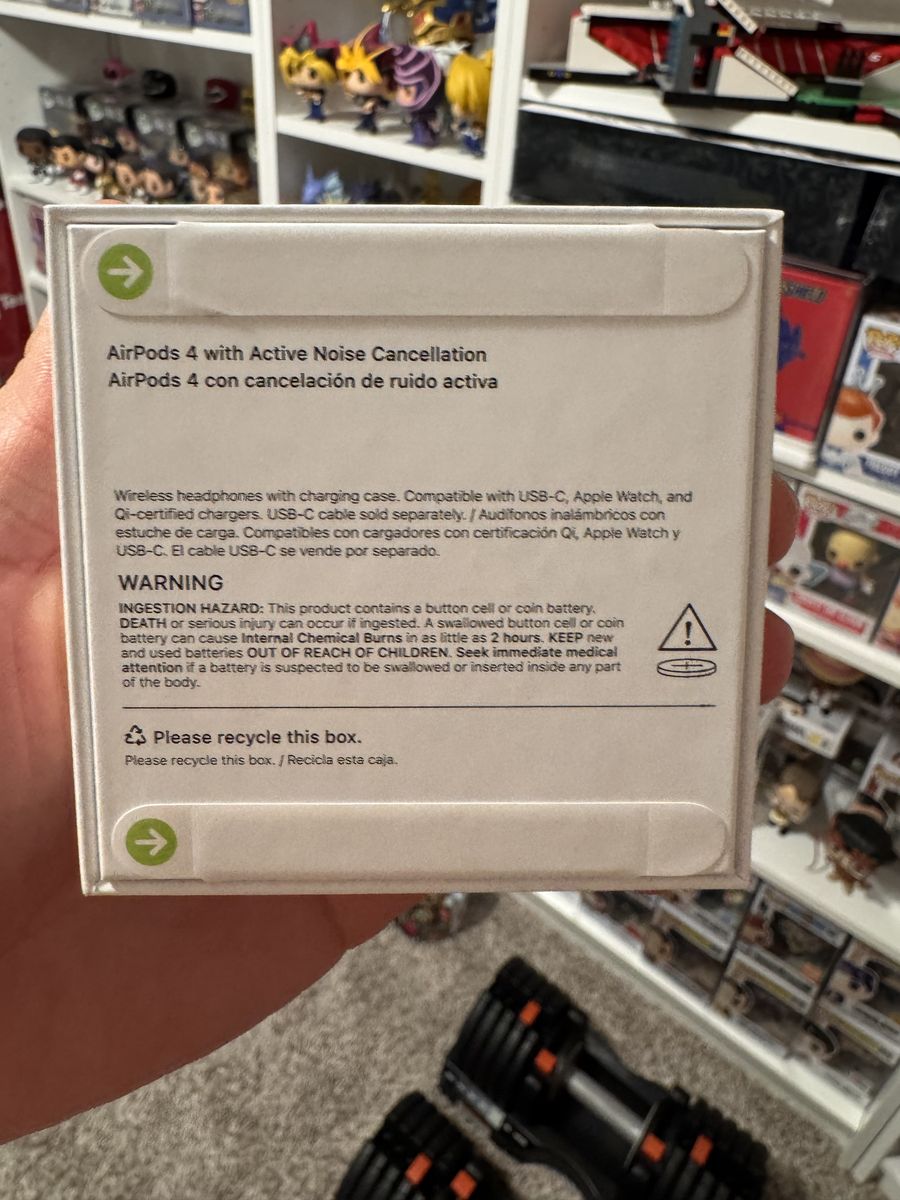 AirPods 4 with Active Noise Cancellation
AirPods 4 con cancelación de ruido activa
Wireless headphones with charging case. Compatible with USB-C, Apple Watch, and
Qi-certified chargers. USB-C cable sold separately. / Audífonos inalámbricos con
estuche de carga. Compatibles con cargadores con certificación Qi, Apple Watch y
USB-C. El cable USB-C se vende por separado.
WARNING
INGESTION HAZARD: This product contains a button cell or coin battery.
DEATH or serious injury can occur if ingested. A swallowed button cell or coin
battery can cause Internal Chemical Burns in as little as 2 hours. KEEP new
and used batteries OUT OF REACH OF CHILDREN. Seek immediate medical
attention if a battery is suspected to be swallowed or inserted inside any part
of the body.
Please recycle this box.
Please recycle this box. / Recicla esta caja.